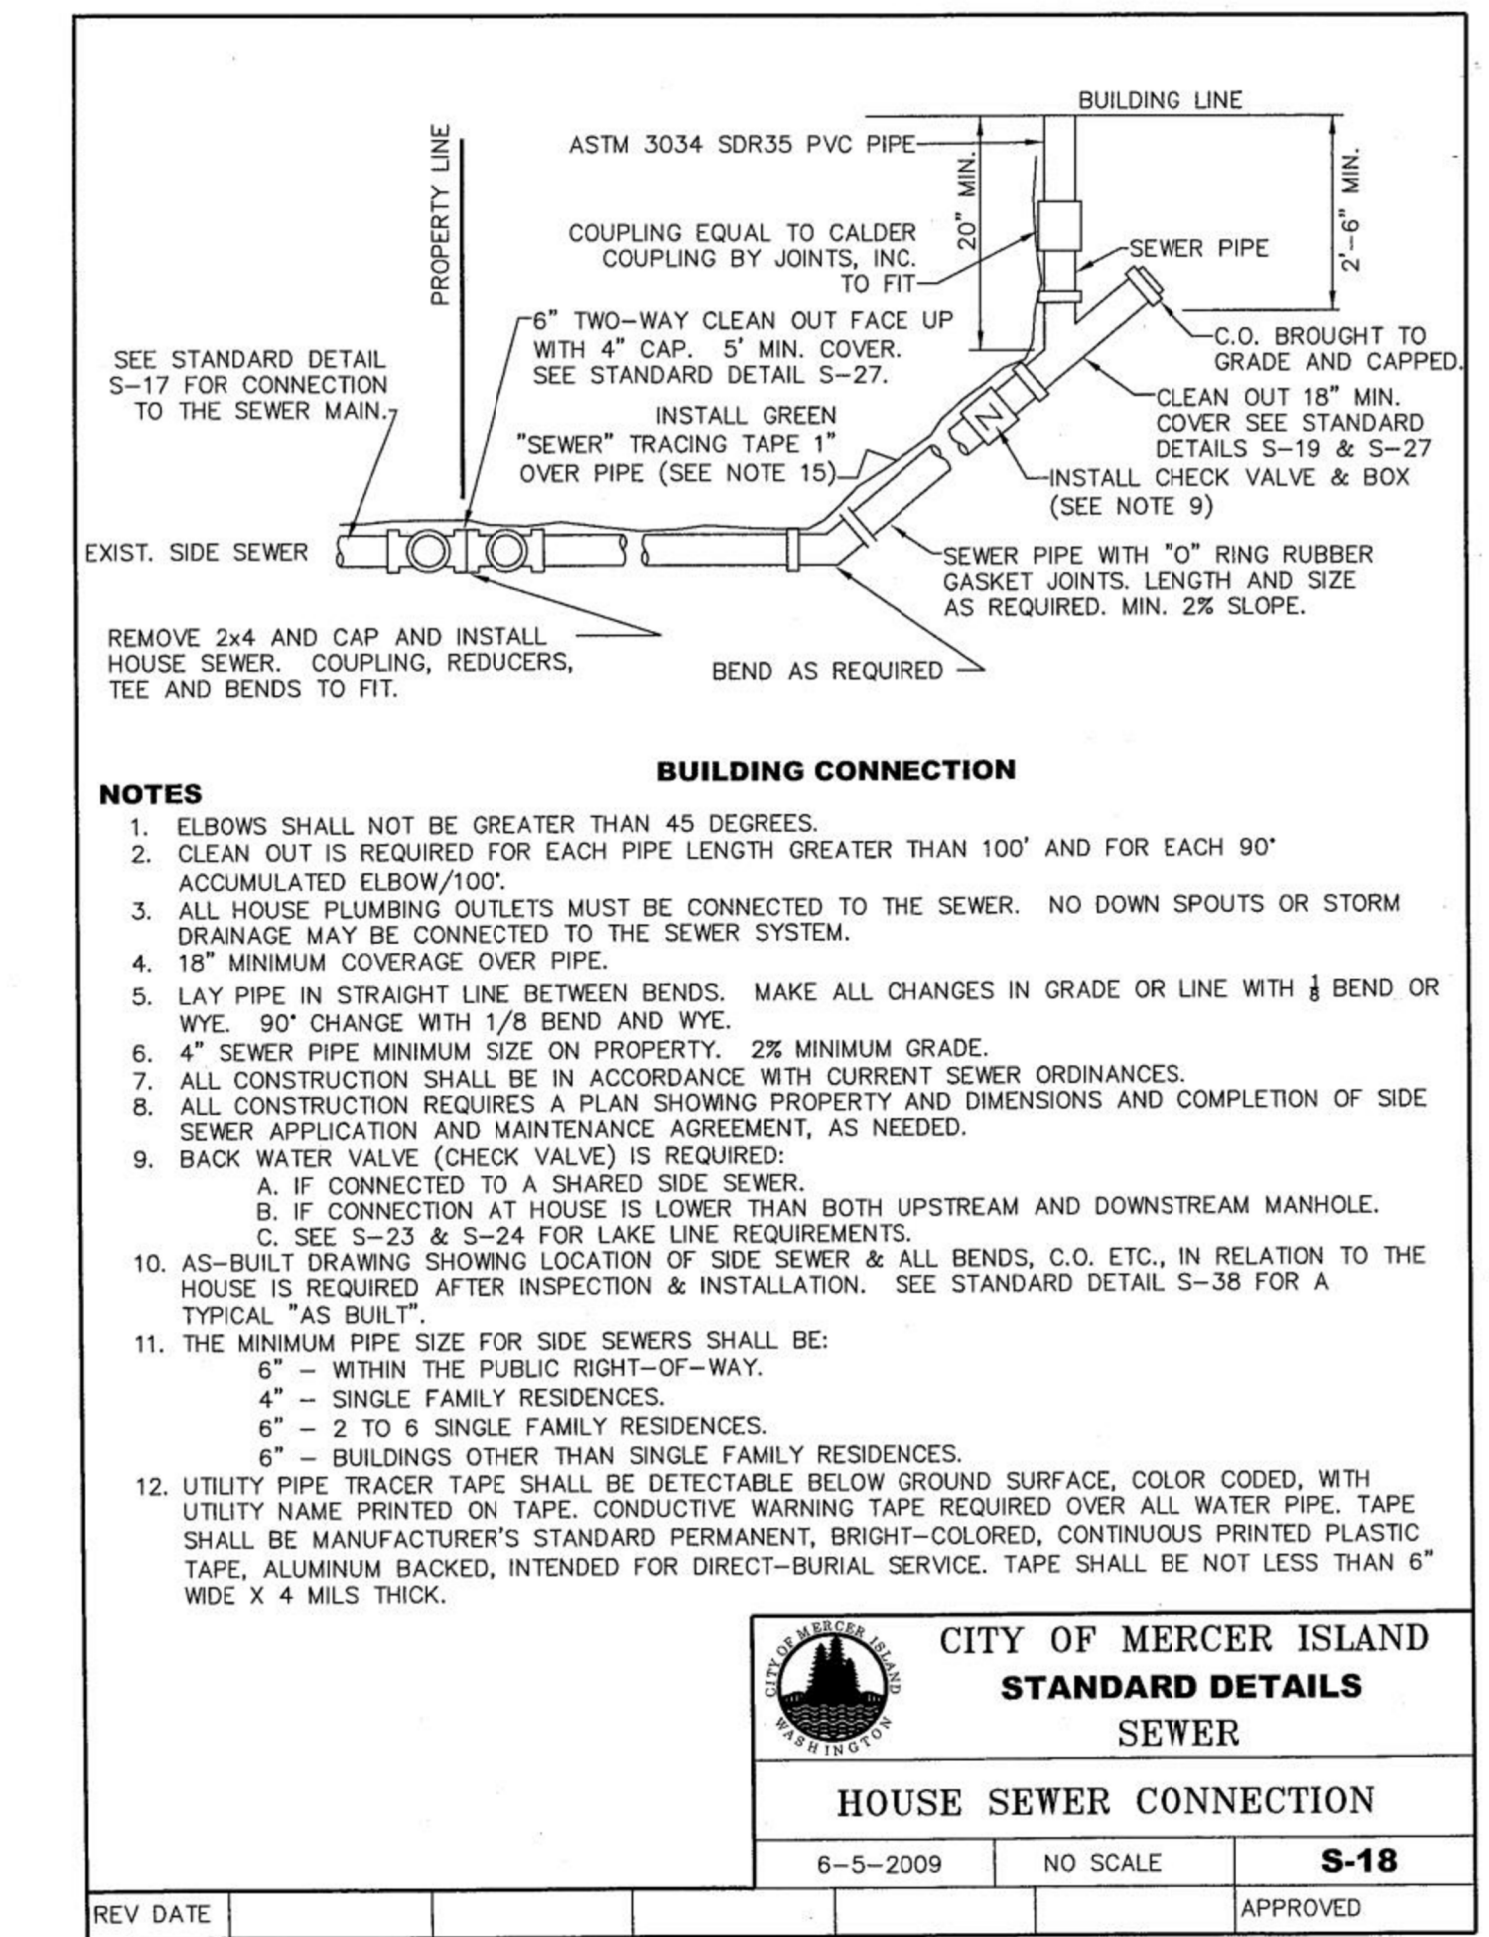 BUILDING LINE
PROPERTY LINE
ASTM 3034 SDR35 PVC PIPE
20" MIN.
2'-6" MIN.
COUPLING EQUAL TO CALDER
COUPLING BY JOINTS, INC.
TO FIT
SEWER PIPE
6" TWO-WAY CLEAN OUT FACE UP
WITH 4" CAP. 5' MIN. COVER.
SEE STANDARD DETAIL S-27.
C.O. BROUGHT TO
GRADE AND CAPPED.
SEE STANDARD DETAIL
S-17 FOR CONNECTION
TO THE SEWER MAIN.
CLEAN OUT 18" MIN.
COVER SEE STANDARD
DETAILS S-19 & S-27
INSTALL GREEN
"SEWER" TRACING TAPE 1"
OVER PIPE (SEE NOTE 15)
N
INSTALL CHECK VALVE & BOX
(SEE NOTE 9)
EXIST. SIDE SEWER
SEWER PIPE WITH "O" RING RUBBER
GASKET JOINTS. LENGTH AND SIZE
AS REQUIRED. MIN. 2% SLOPE.
REMOVE 2x4 AND CAP AND INSTALL
HOUSE SEWER. COUPLING, REDUCERS,
TEE AND BENDS TO FIT.
BEND AS REQUIRED
BUILDING CONNECTION
NOTES
1. ELBOWS SHALL NOT BE GREATER THAN 45 DEGREES.
2. CLEAN OUT IS REQUIRED FOR EACH PIPE LENGTH GREATER THAN 100' AND FOR EACH 90°
ACCUMULATED ELBOW/100'.
3. ALL HOUSE PLUMBING OUTLETS MUST BE CONNECTED TO THE SEWER. NO DOWN SPOUTS OR STORM
DRAINAGE MAY BE CONNECTED TO THE SEWER SYSTEM.
4. 18" MINIMUM COVERAGE OVER PIPE.
5. LAY PIPE IN STRAIGHT LINE BETWEEN BENDS. MAKE ALL CHANGES IN GRADE OR LINE WITH ⅛ BEND OR
WYE. 90° CHANGE WITH 1/8 BEND AND WYE.
6. 4" SEWER PIPE MINIMUM SIZE ON PROPERTY. 2% MINIMUM GRADE.
7. ALL CONSTRUCTION SHALL BE IN ACCORDANCE WITH CURRENT SEWER ORDINANCES.
8. ALL CONSTRUCTION REQUIRES A PLAN SHOWING PROPERTY AND DIMENSIONS AND COMPLETION OF SIDE
SEWER APPLICATION AND MAINTENANCE AGREEMENT, AS NEEDED.
9. BACK WATER VALVE (CHECK VALVE) IS REQUIRED:
A. IF CONNECTED TO A SHARED SIDE SEWER.
B. IF CONNECTION AT HOUSE IS LOWER THAN BOTH UPSTREAM AND DOWNSTREAM MANHOLE.
C. SEE S-23 & S-24 FOR LAKE LINE REQUIREMENTS.
10. AS-BUILT DRAWING SHOWING LOCATION OF SIDE SEWER & ALL BENDS, C.O. ETC., IN RELATION TO THE
HOUSE IS REQUIRED AFTER INSPECTION & INSTALLATION. SEE STANDARD DETAIL S-38 FOR A
TYPICAL "AS BUILT".
11. THE MINIMUM PIPE SIZE FOR SIDE SEWERS SHALL BE:
6" - WITHIN THE PUBLIC RIGHT-OF-WAY.
4" - SINGLE FAMILY RESIDENCES.
6" - 2 TO 6 SINGLE FAMILY RESIDENCES.
6" - BUILDINGS OTHER THAN SINGLE FAMILY RESIDENCES.
12. UTILITY PIPE TRACER TAPE SHALL BE DETECTABLE BELOW GROUND SURFACE, COLOR CODED, WITH
UTILITY NAME PRINTED ON TAPE. CONDUCTIVE WARNING TAPE REQUIRED OVER ALL WATER PIPE. TAPE
SHALL BE MANUFACTURER'S STANDARD PERMANENT, BRIGHT-COLORED, CONTINUOUS PRINTED PLASTIC
TAPE, ALUMINUM BACKED, INTENDED FOR DIRECT-BURIAL SERVICE. TAPE SHALL BE NOT LESS THAN 6"
WIDE X 4 MILS THICK.
CITY OF MERCER ISLAND
WASHINGTON
CITY OF MERCER ISLAND
STANDARD DETAILS
SEWER
HOUSE SEWER CONNECTION
6-5-2009
NO SCALE
S-18
REV DATE
APPROVED